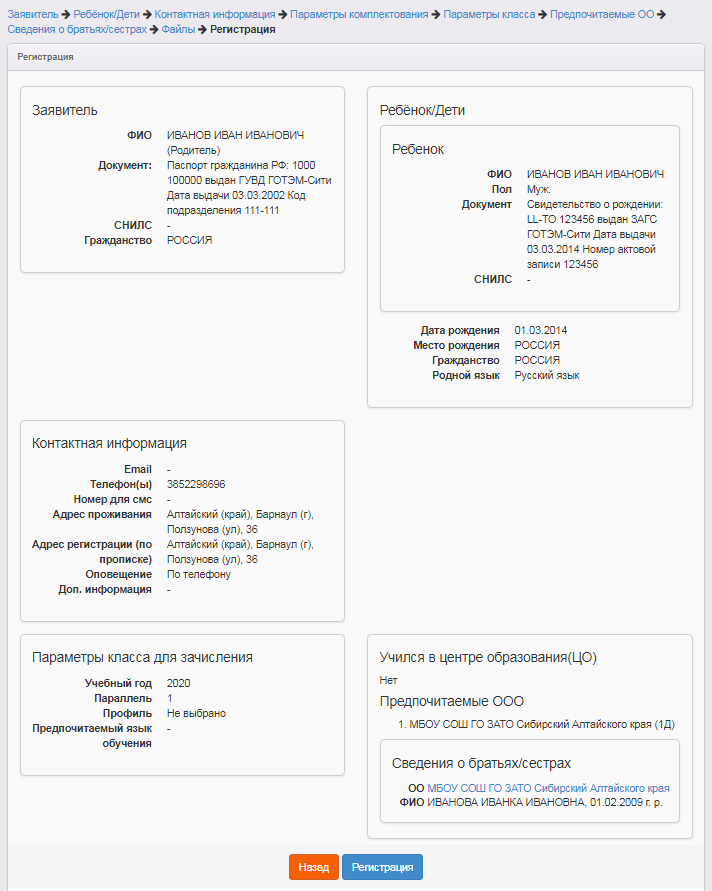 Заявитель → Ребёнок/Дети → Контактная информация → Параметры комплектования → Параметры класса → Предпочитаемые ОО →
Сведения о братьях/сестрах → Файлы → Регистрация
Регистрация
Заявитель
ФИО ИВАНОВ ИВАН ИВАНОВИЧ
(Родитель)
Документ: Паспорт гражданина РФ: 1000
100000 выдан ГУВД ГОТЭМ-Сити
Дата выдачи 03.03.2002 Код
подразделения 111-111
СНИЛС -
Гражданство РОССИЯ
Ребёнок/Дети
Ребенок
ФИО ИВАНОВ ИВАН ИВАНОВИЧ
Пол Муж.
Документ Свидетельство о рождении:
LL-ТО 123456 выдан ЗАГС
ГОТЭМ-Сити Дата выдачи
03.03.2014 Номер актовой
записи 123456
СНИЛС -
Дата рождения 01.03.2014
Место рождения РОССИЯ
Гражданство РОССИЯ
Родной язык Русский язык
Контактная информация
Email -
Телефон(ы) 3852298696
Номер для смс -
Адрес проживания Алтайский (край), Барнаул (г),
Ползунова (ул), 36
Адрес регистрации (по Алтайский (край), Барнаул (г),
прописке) Ползунова (ул), 36
Оповещение По телефону
Доп. информация -
Параметры класса для зачисления
Учебный год 2020
Параллель 1
Профиль Не выбрано
Предпочитаемый язык -
обучения
Учился в центре образования(ЦО)
Нет
Предпочитаемые ООО
1. МБОУ СОШ ГО ЗАТО Сибирский Алтайского края (1Д)
Сведения о братьях/сестрах
ОО МБОУ СОШ ГО ЗАТО Сибирский Алтайского края
ФИО ИВАНОВА ИВАНКА ИВАНОВНА, 01.02.2009 г. р.
Назад Регистрация